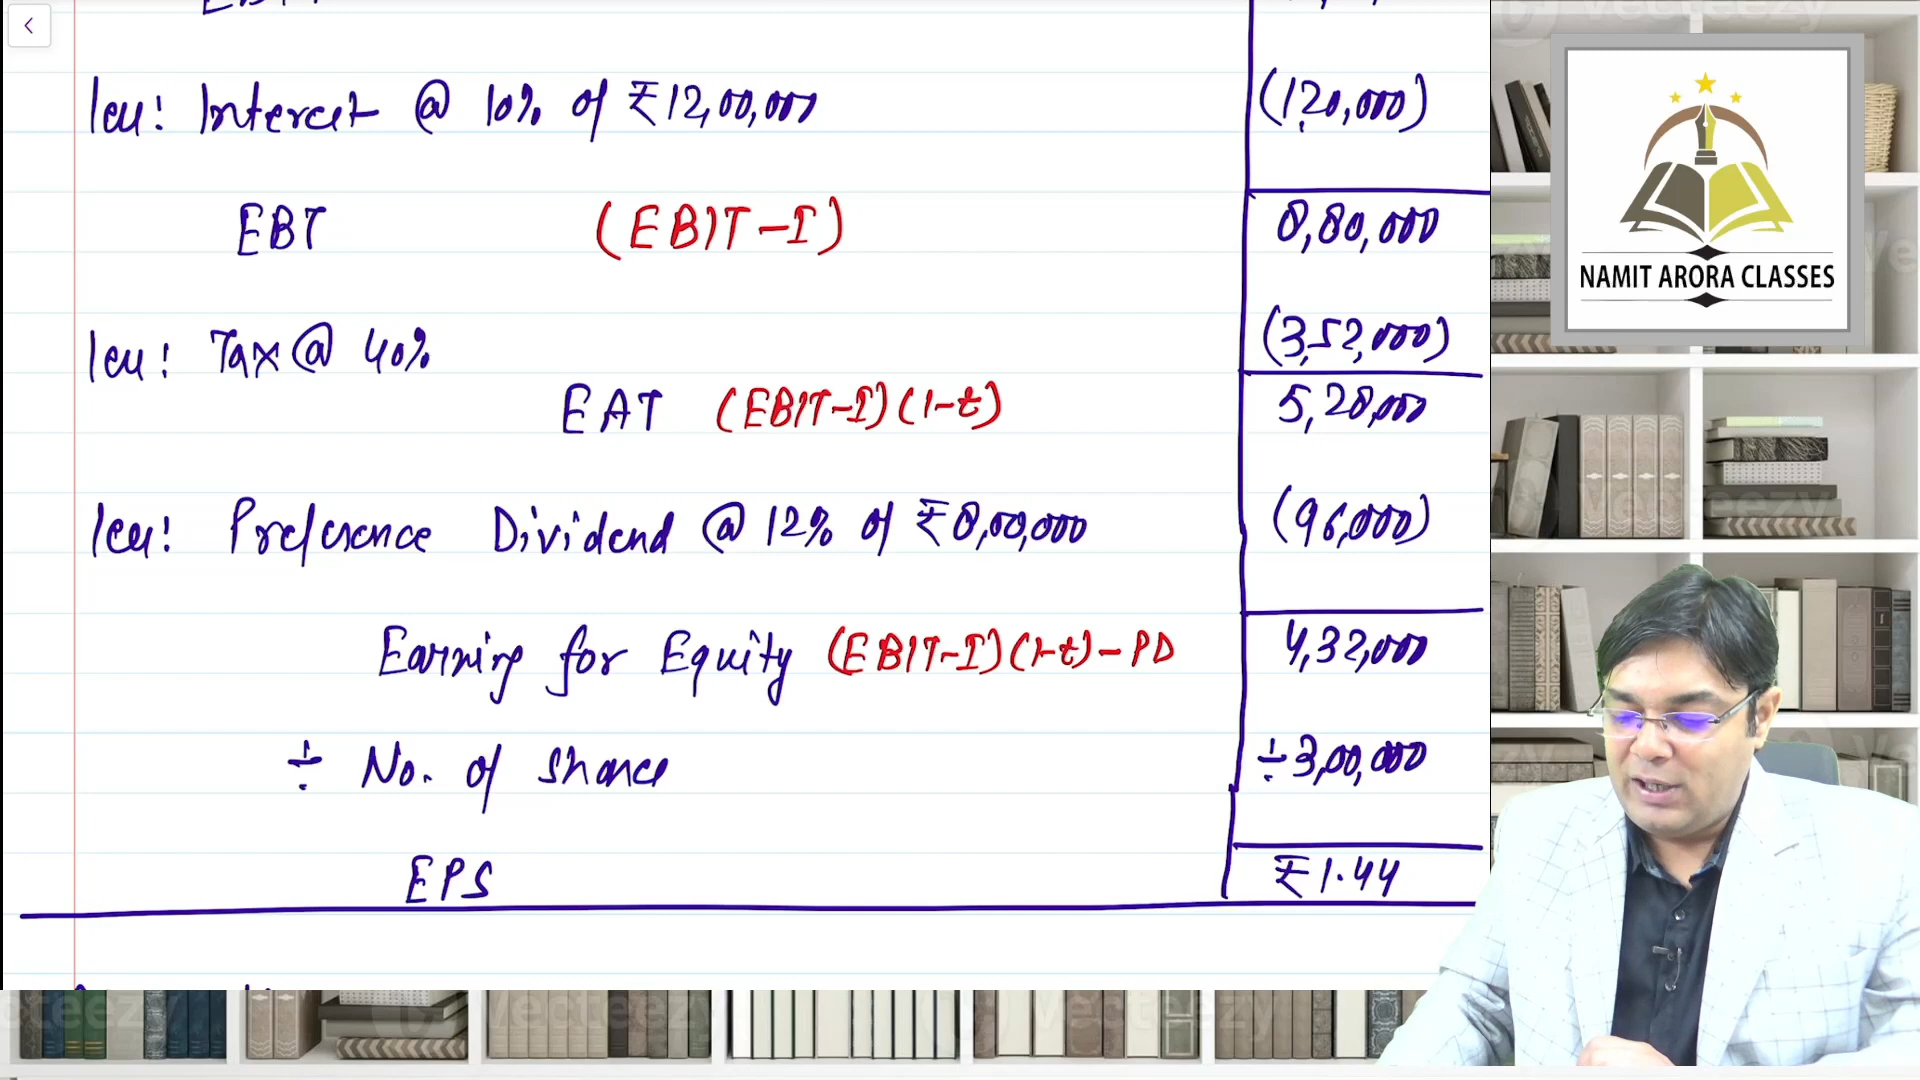 less: Interest @ 10% of ₹12,00,000 (1,20,000)
EBT (EBIT-I) 8,80,000
less: Tax @ 40% (3,52,000)
EAT (EBIT-I)(1-t) 5,28,000
less: Preference Dividend @ 12% of ₹8,00,000 (96,000)
Earning for Equity (EBIT-I)(1-t)-PD 4,32,000
÷ No. of shares ÷3,00,000
EPS ₹1.44
NAMIT ARORA CLASSES